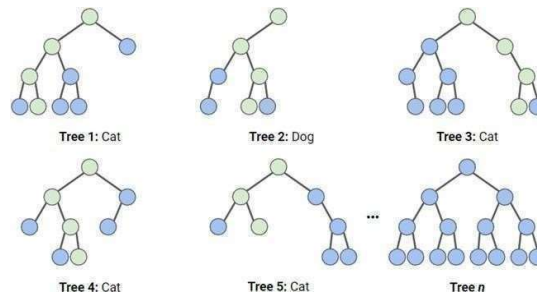 Tree 1: Cat
Tree 2: Dog
Tree 3: Cat
...
Tree 4: Cat
Tree 5: Cat
Tree n